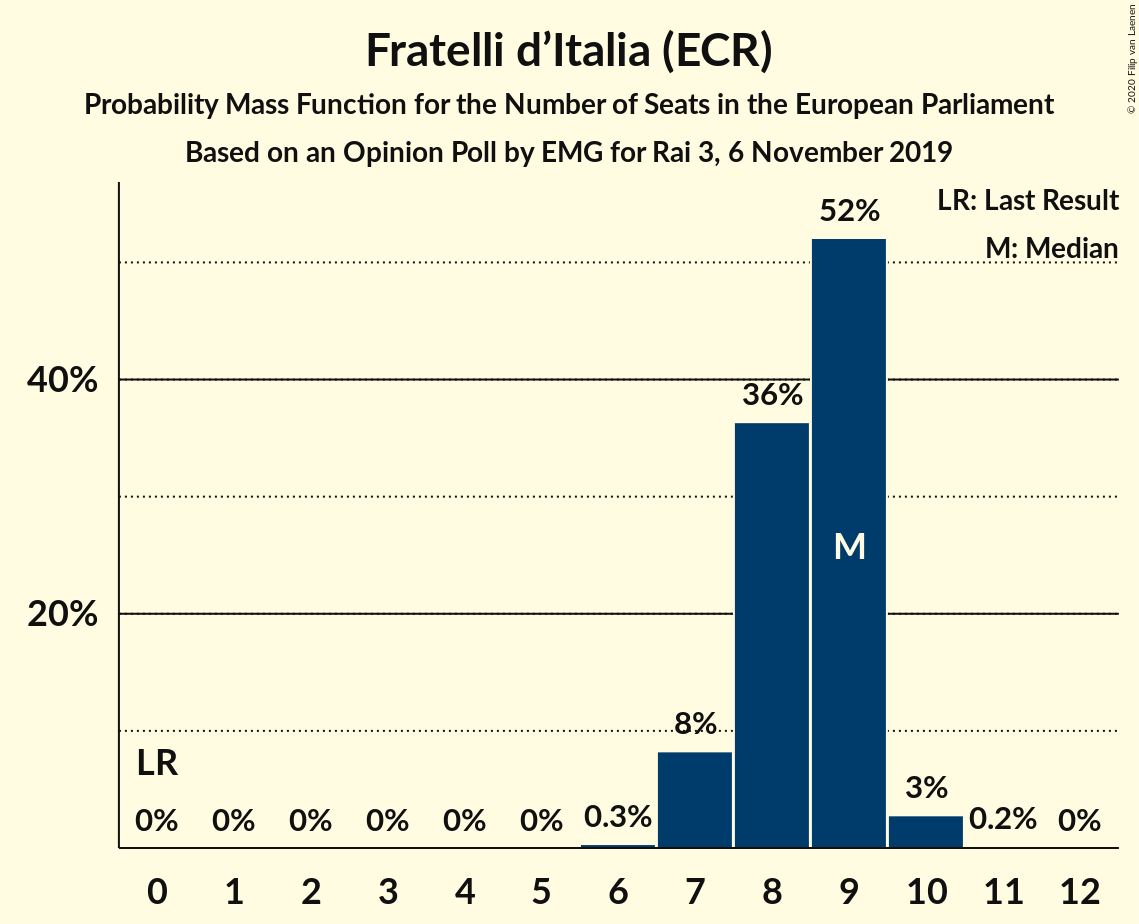 Fratelli d’Italia (ECR)
Probability Mass Function for the Number of Seats in the European Parliament
Based on an Opinion Poll by EMG for Rai 3, 6 November 2019
© 2020 Filip van Laenen
LR: Last Result
M: Median
52%
40%
36%
M
20%
8%
LR
3%
0% 0% 0% 0% 0% 0% 0.3% 0.2% 0%
0 1 2 3 4 5 6 7 8 9 10 11 12